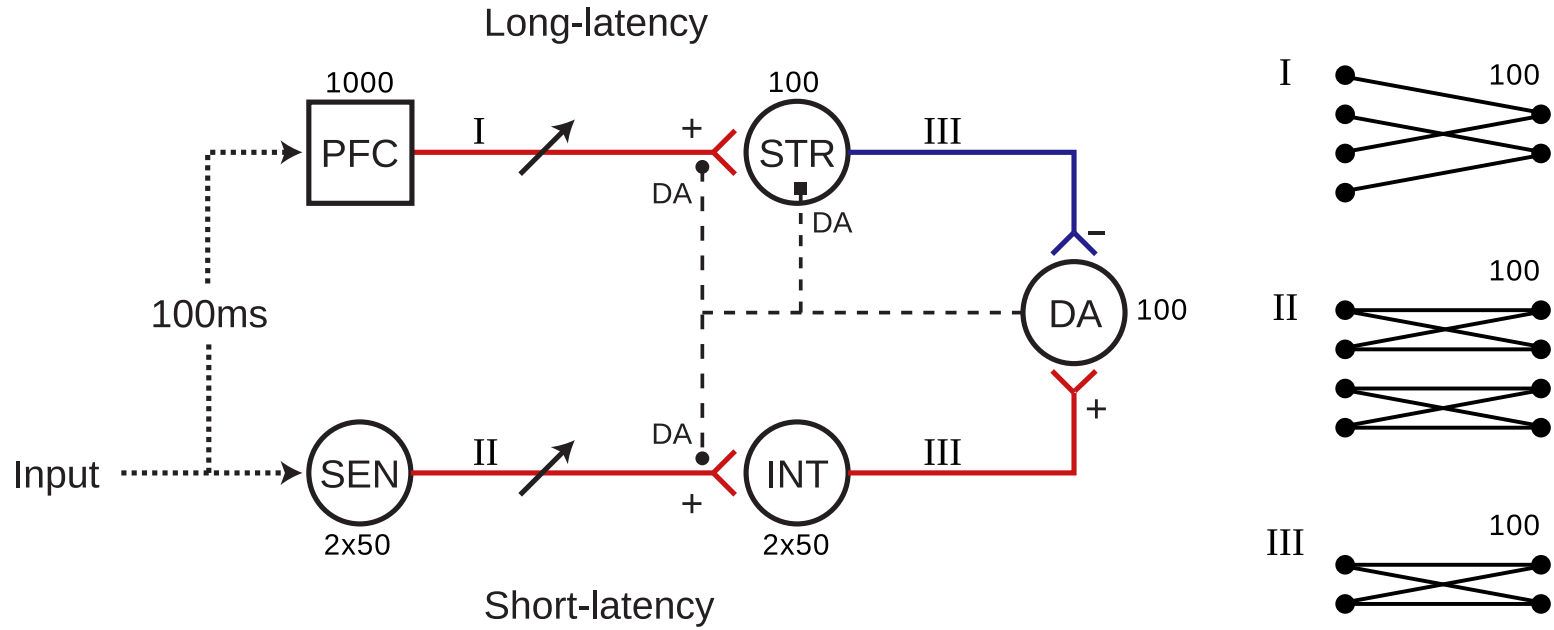 Long-latency
1000
100
PFC
I
+
STR
III
DA
DA
−
100ms
DA
100
+
DA
Input
SEN
II
+
INT
III
2x50
2x50
Short-latency
I
100
II
100
III
100